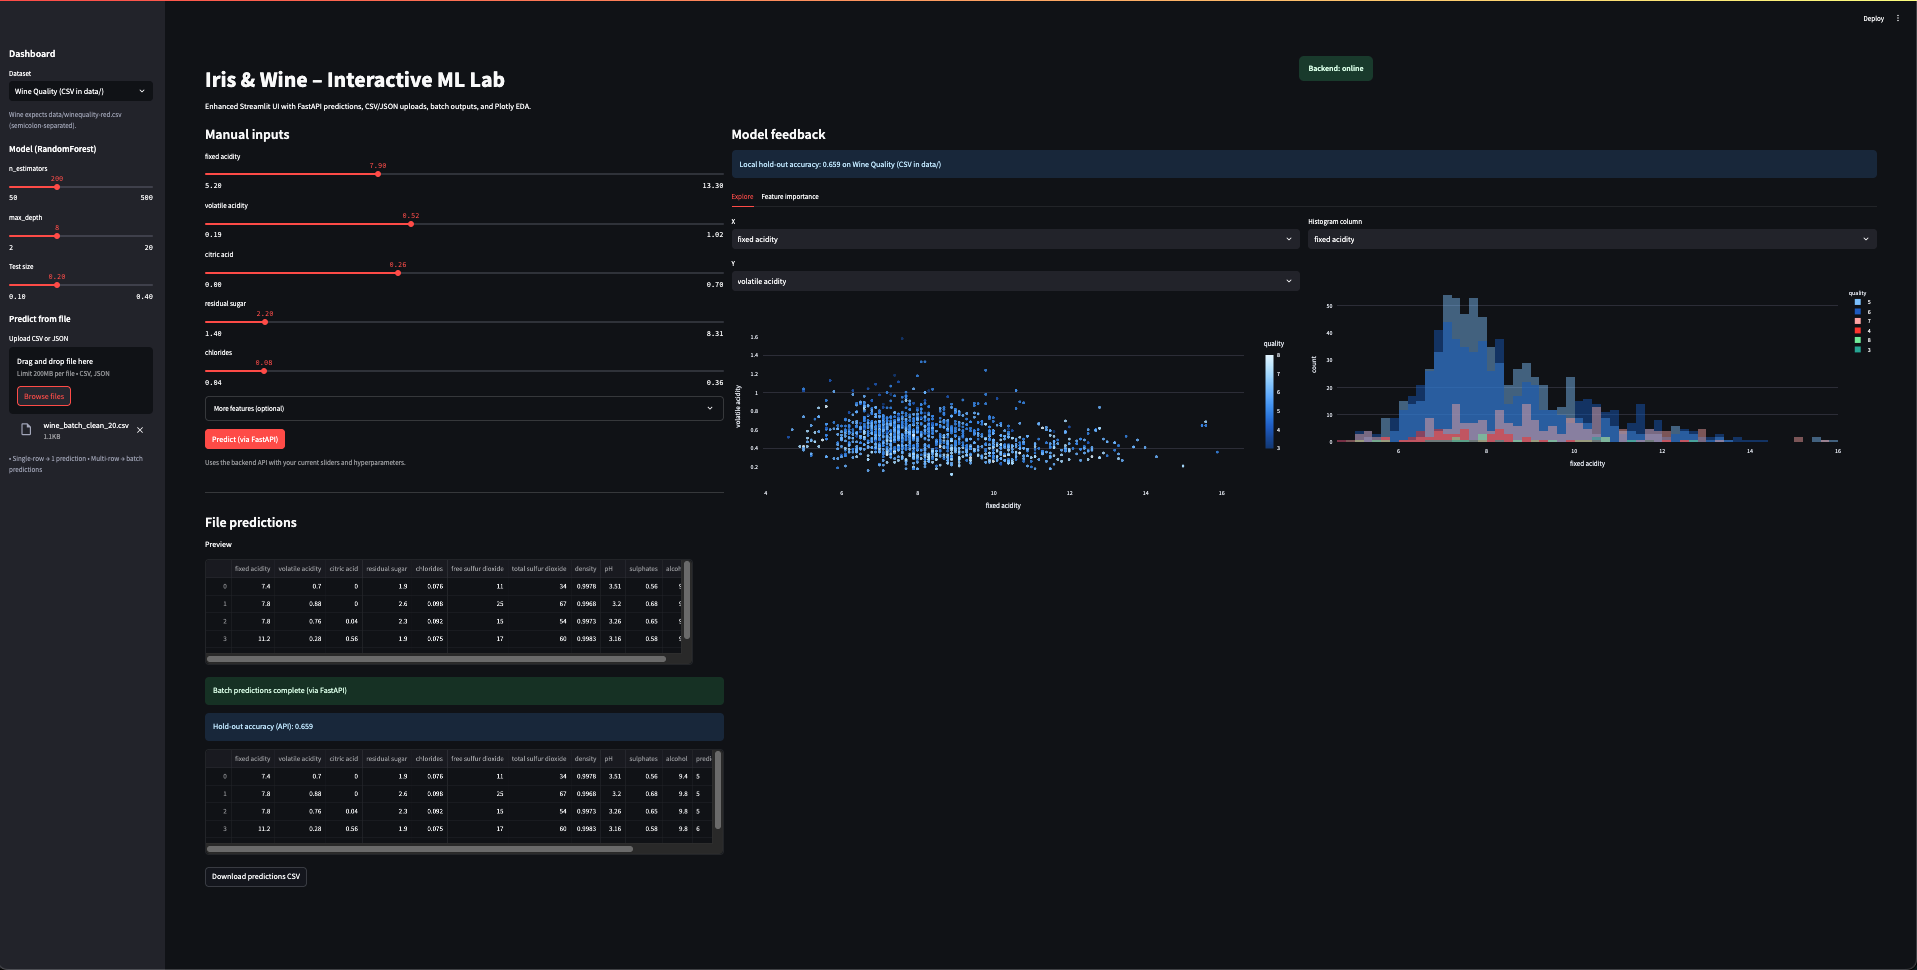 Deploy
Dashboard
Dataset
Wine Quality (CSV in data/)
Wine expects data/winequality-red.csv
(semicolon-separated).
Model (RandomForest)
n_estimators
200
50 500
max_depth
8
2 20
Test size
0.20
0.10 0.40
Predict from file
Upload CSV or JSON
Drag and drop file here
Limit 200MB per file • CSV, JSON
Browse files
wine_batch_clean_20.csv
1.1KB
• Single-row → 1 prediction • Multi-row → batch
predictions
Iris & Wine – Interactive ML Lab
Backend: online
Enhanced Streamlit UI with FastAPI predictions, CSV/JSON uploads, batch outputs, and Plotly EDA.
Manual inputs
fixed acidity
7.90
5.20 13.30
volatile acidity
0.52
0.19 1.02
citric acid
0.26
0.00 0.70
residual sugar
2.20
1.40 8.31
chlorides
0.08
0.04 0.36
More features (optional)
Predict (via FastAPI)
Uses the backend API with your current sliders and hyperparameters.
File predictions
Preview
fixed acidity volatile acidity citric acid residual sugar chlorides free sulfur dioxide total sulfur dioxide density pH sulphates alcoh
0 7.4 0.7 0 1.9 0.076 11 34 0.9978 3.51 0.56 9
1 7.8 0.88 0 2.6 0.098 25 67 0.9968 3.2 0.68 9
2 7.8 0.76 0.04 2.3 0.092 15 54 0.9973 3.26 0.65 9
3 11.2 0.28 0.56 1.9 0.075 17 60 0.9983 3.16 0.58 9
Batch predictions complete (via FastAPI)
Hold-out accuracy (API): 0.659
fixed acidity volatile acidity citric acid residual sugar chlorides free sulfur dioxide total sulfur dioxide density pH sulphates alcohol predi
0 7.4 0.7 0 1.9 0.076 11 34 0.9978 3.51 0.56 9.4 5
1 7.8 0.88 0 2.6 0.098 25 67 0.9968 3.2 0.68 9.8 5
2 7.8 0.76 0.04 2.3 0.092 15 54 0.9973 3.26 0.65 9.8 5
3 11.2 0.28 0.56 1.9 0.075 17 60 0.9983 3.16 0.58 9.8 6
Download predictions CSV
Model feedback
Local hold-out accuracy: 0.659 on Wine Quality (CSV in data/)
Explore Feature importance
X
fixed acidity
Y
volatile acidity
quality
8
7
6
5
4
3
volatile acidity
1.6
1.4
1.2
1
0.8
0.6
0.4
0.2
4 6 8 10 12 14 16
fixed acidity
Histogram column
fixed acidity
quality
5
6
7
4
8
3
count
50
40
30
20
10
0
6 8 10 12 14 16
fixed acidity